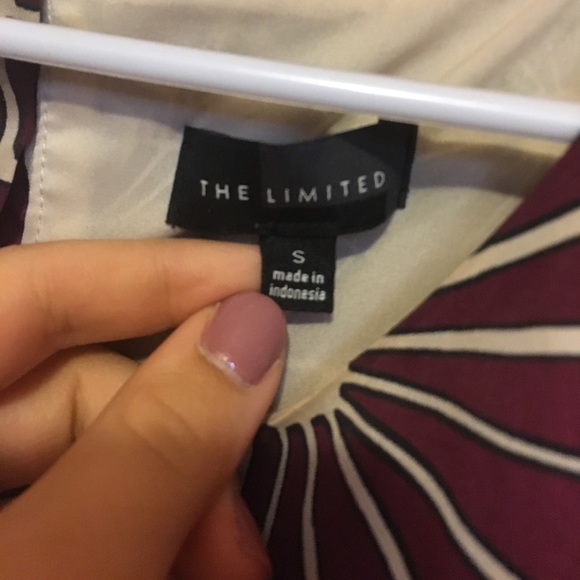 THE LIMITED
S
made in
indonesia